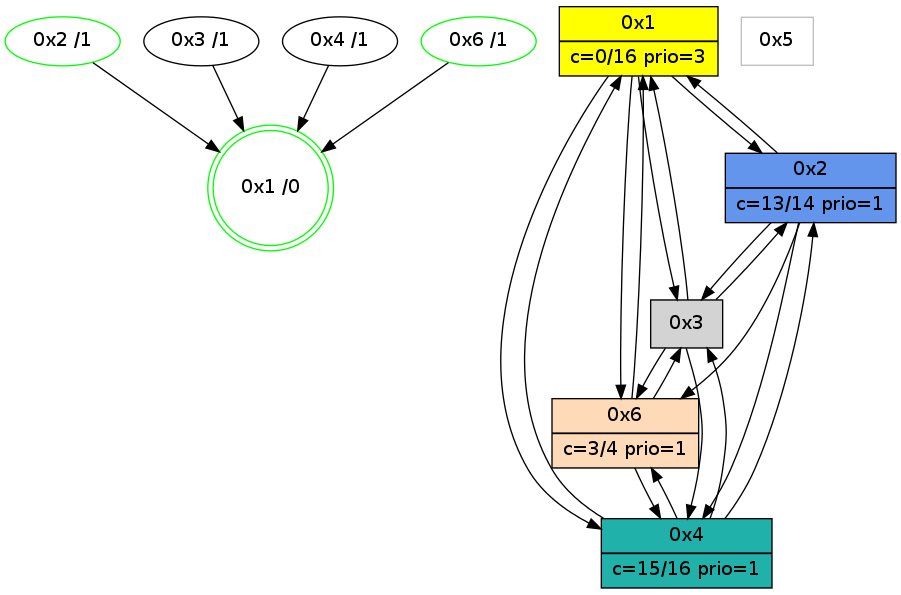 0x2 /1
0x3 /1
0x4 /1
0x6 /1
0x1
c=0/16 prio=3
0x5
0x1 /0
0x2
c=13/14 prio=1
0x3
0x6
c=3/4 prio=1
0x4
c=15/16 prio=1